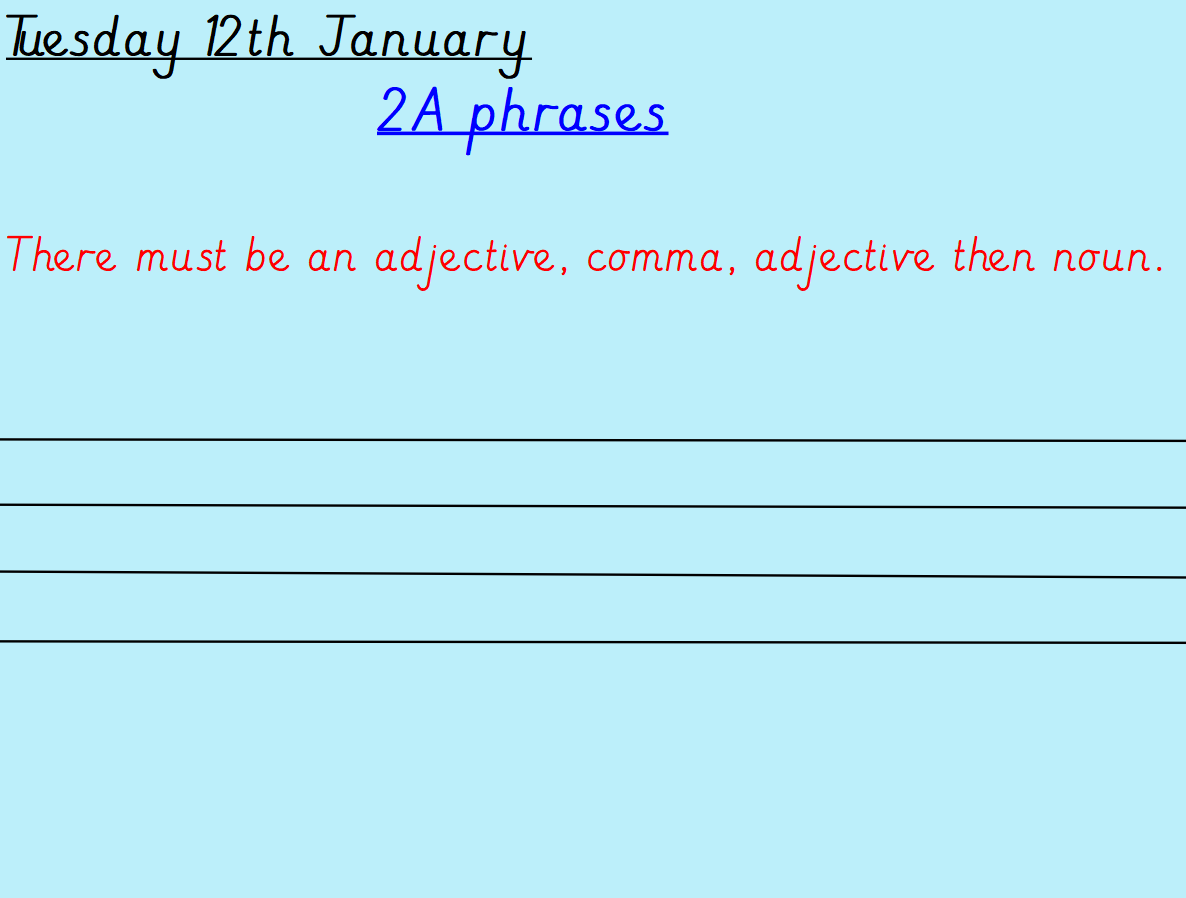 Tuesday 12th January
2A phrases
There must be an adjective, comma, adjective then noun.